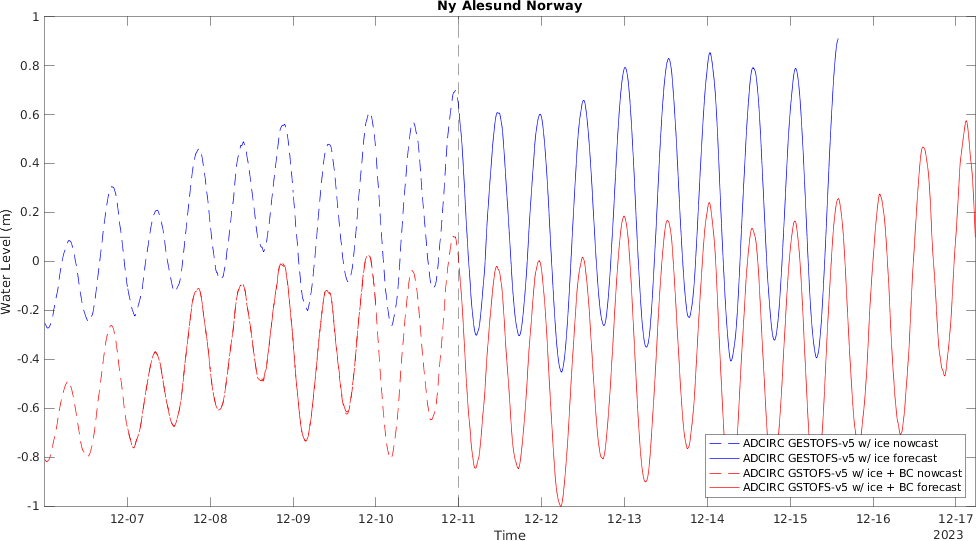 Ny Alesund Norway
1
0.8
0.6
0.4
0.2
0
-0.2
-0.4
-0.6
-0.8
-1
Water Level (m)
12-07 12-08 12-09 12-10 12-11 12-12 12-13 12-14 12-15 12-16 12-17
Time
2023
ADCIRC GESTOFS-v5 w/ ice nowcast
ADCIRC GESTOFS-v5 w/ ice forecast
ADCIRC GSTOFS-v5 w/ ice + BC nowcast
ADCIRC GSTOFS-v5 w/ ice + BC forecast